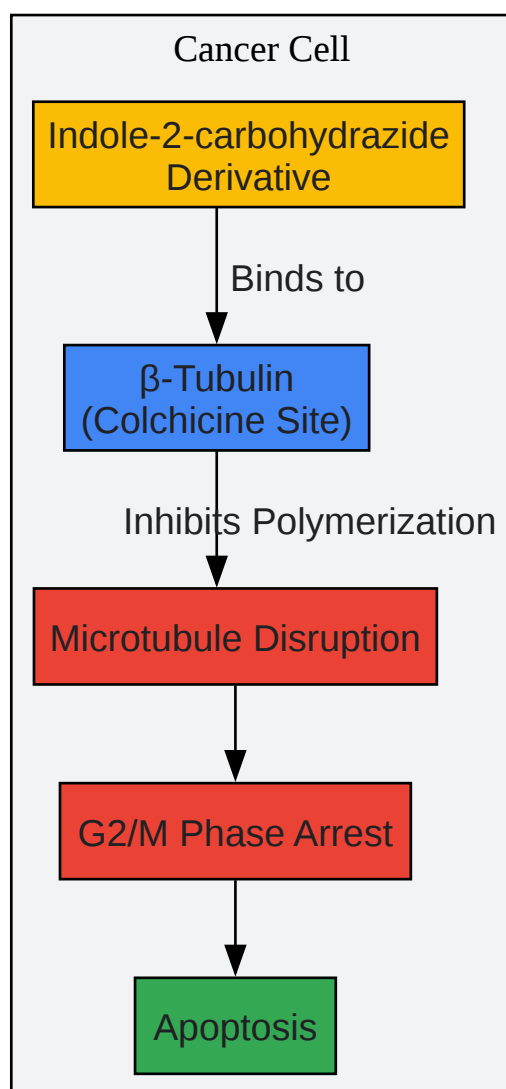 Cancer Cell
Indole-2-carbohydrazide
Derivative
Binds to
β-Tubulin
(Colchicine Site)
Inhibits Polymerization
Microtubule Disruption
G2/M Phase Arrest
Apoptosis